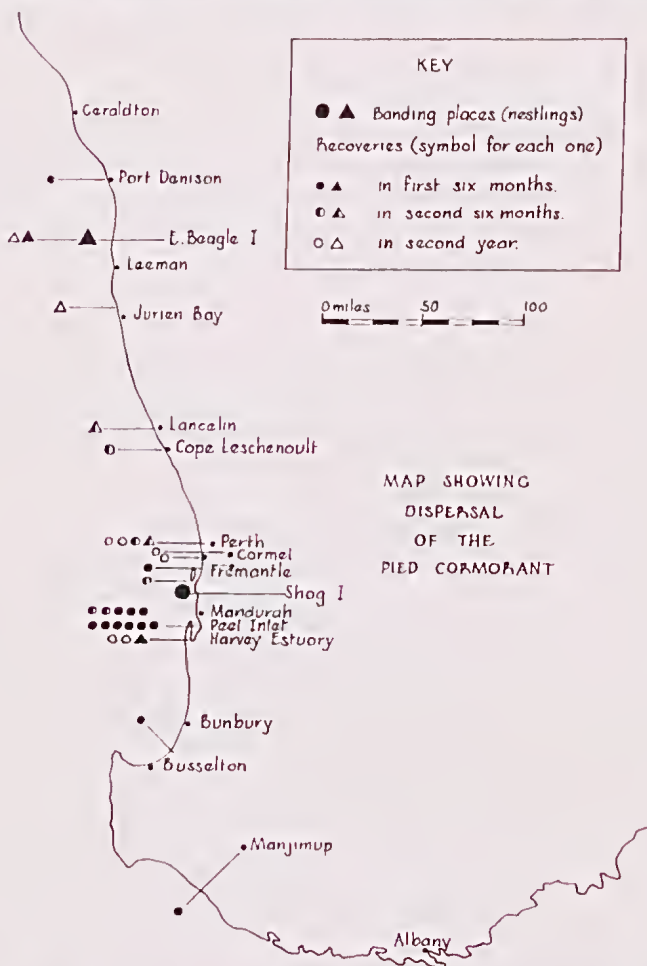 KEY
Banding places (nestlings)
Recoveries (symbol for each one)
in first six months.
in second six months.
in second year.
0 miles 50 100
Geraldton
Port Denison
E. Beagle I
Leeman
Jurien Bay
Lancelin
Cape Leschenault
MAP SHOWING
DISPERSAL
OF THE
PIED CORMORANT
Perth
Carmel
Fremantle
Shag I
Mandurah
Peel Inlet
Harvey Estuary
Bunbury
Busselton
Manjimup
Albany